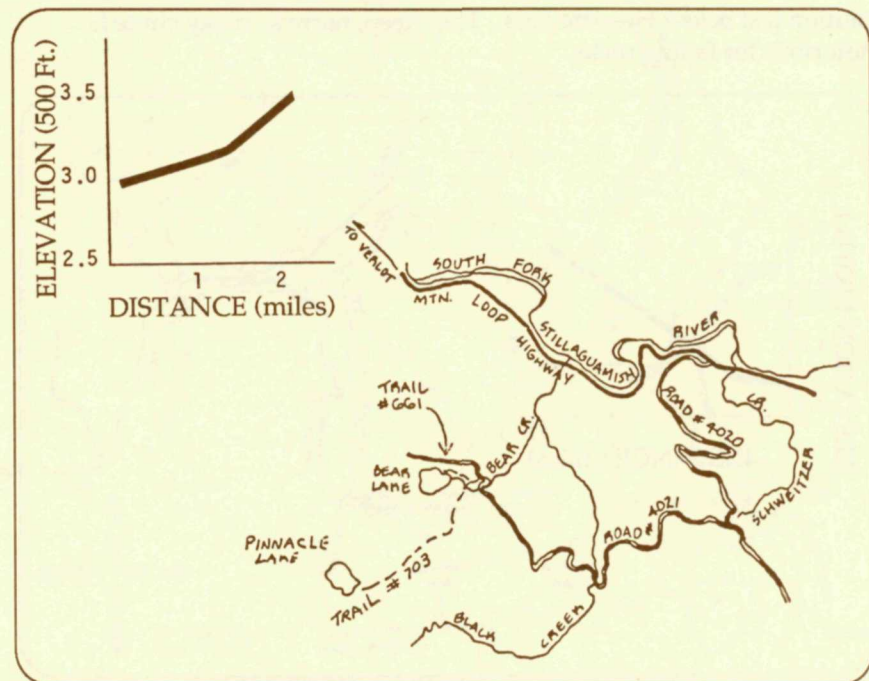 ELEVATION (500 Ft.)
3.5
3.0
2.5
1
2
DISTANCE (miles)
TO VERLOT
SOUTH FORK
MTN. LOOP HIGHWAY
STILLAGUAMISH
RIVER
TRAIL
#661
BEAR CR.
BEAR
LAKE
ROAD # 4020
CR.
SCHWEITZER
ROAD # 4021
PINNACLE
LAKE
TRAIL # 703
BLACK CREEK